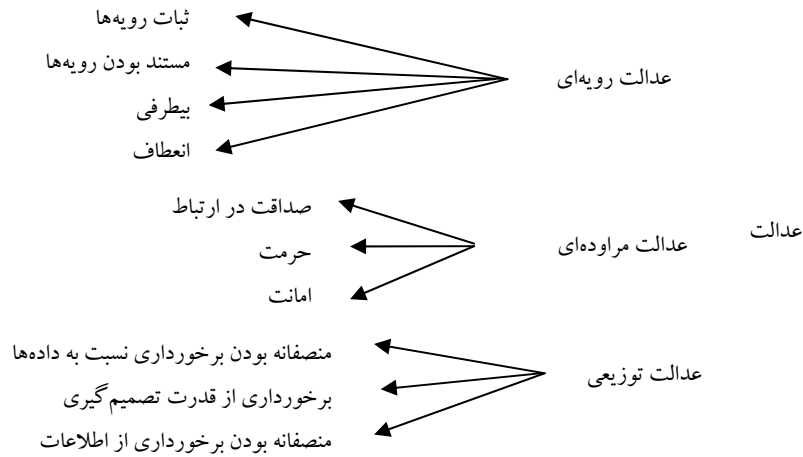 ثبات رویه‌ها
مستند بودن رویه‌ها
عدالت رویه‌ای
بیطرفی
انعطاف
صداقت در ارتباط
عدالت
عدالت مراوده‌ای
حرمت
امانت
منصفانه بودن برخورداری نسبت به داده‌ها
عدالت توزیعی
برخورداری از قدرت تصمیم‌گیری
منصفانه بودن برخورداری از اطلاعات